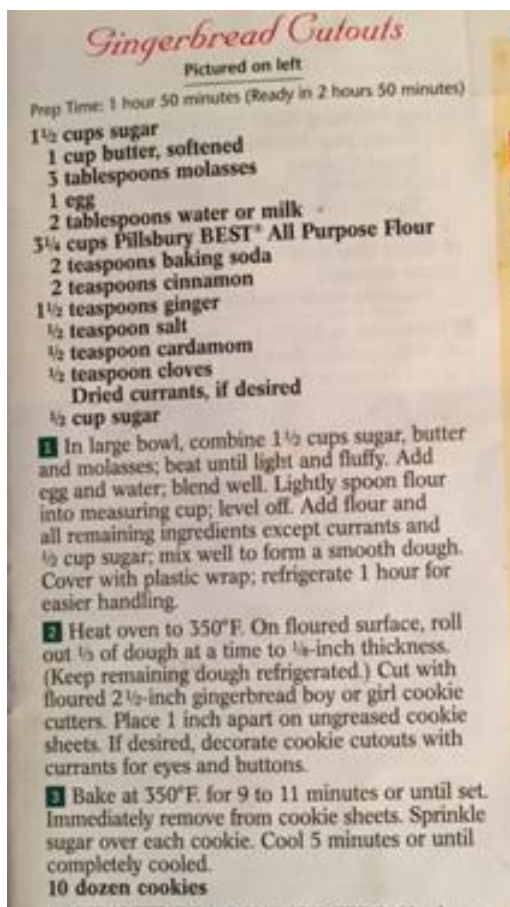 Gingerbread Cutouts
Pictured on left
Prep Time: 1 hour 50 minutes (Ready in 2 hours 50 minutes)
1½ cups sugar
1 cup butter, softened
3 tablespoons molasses
1 egg
2 tablespoons water or milk
3¼ cups Pillsbury BEST® All Purpose Flour
2 teaspoons baking soda
2 teaspoons cinnamon
1½ teaspoons ginger
½ teaspoon salt
½ teaspoon cardamom
½ teaspoon cloves
Dried currants, if desired
½ cup sugar
1 In large bowl, combine 1½ cups sugar, butter
and molasses; beat until light and fluffy. Add
egg and water; blend well. Lightly spoon flour
into measuring cup; level off. Add flour and
all remaining ingredients except currants and
½ cup sugar; mix well to form a smooth dough.
Cover with plastic wrap; refrigerate 1 hour for
easier handling.
2 Heat oven to 350°F. On floured surface, roll
out ⅓ of dough at a time to ⅛-inch thickness.
(Keep remaining dough refrigerated.) Cut with
floured 2½-inch gingerbread boy or girl cookie
cutters. Place 1 inch apart on ungreased cookie
sheets. If desired, decorate cookie cutouts with
currants for eyes and buttons.
3 Bake at 350°F. for 9 to 11 minutes or until set.
Immediately remove from cookie sheets. Sprinkle
sugar over each cookie. Cool 5 minutes or until
completely cooled.
10 dozen cookies